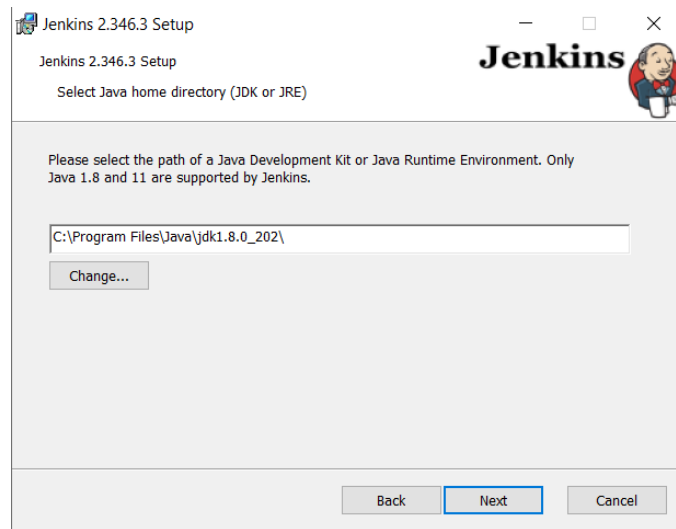 Jenkins 2.346.3 Setup
Jenkins 2.346.3 Setup
Jenkins
Select Java home directory (JDK or JRE)
Please select the path of a Java Development Kit or Java Runtime Environment. Only
Java 1.8 and 11 are supported by Jenkins.
C:\Program Files\Java\jdk1.8.0_202\
Change...
Back
Next
Cancel